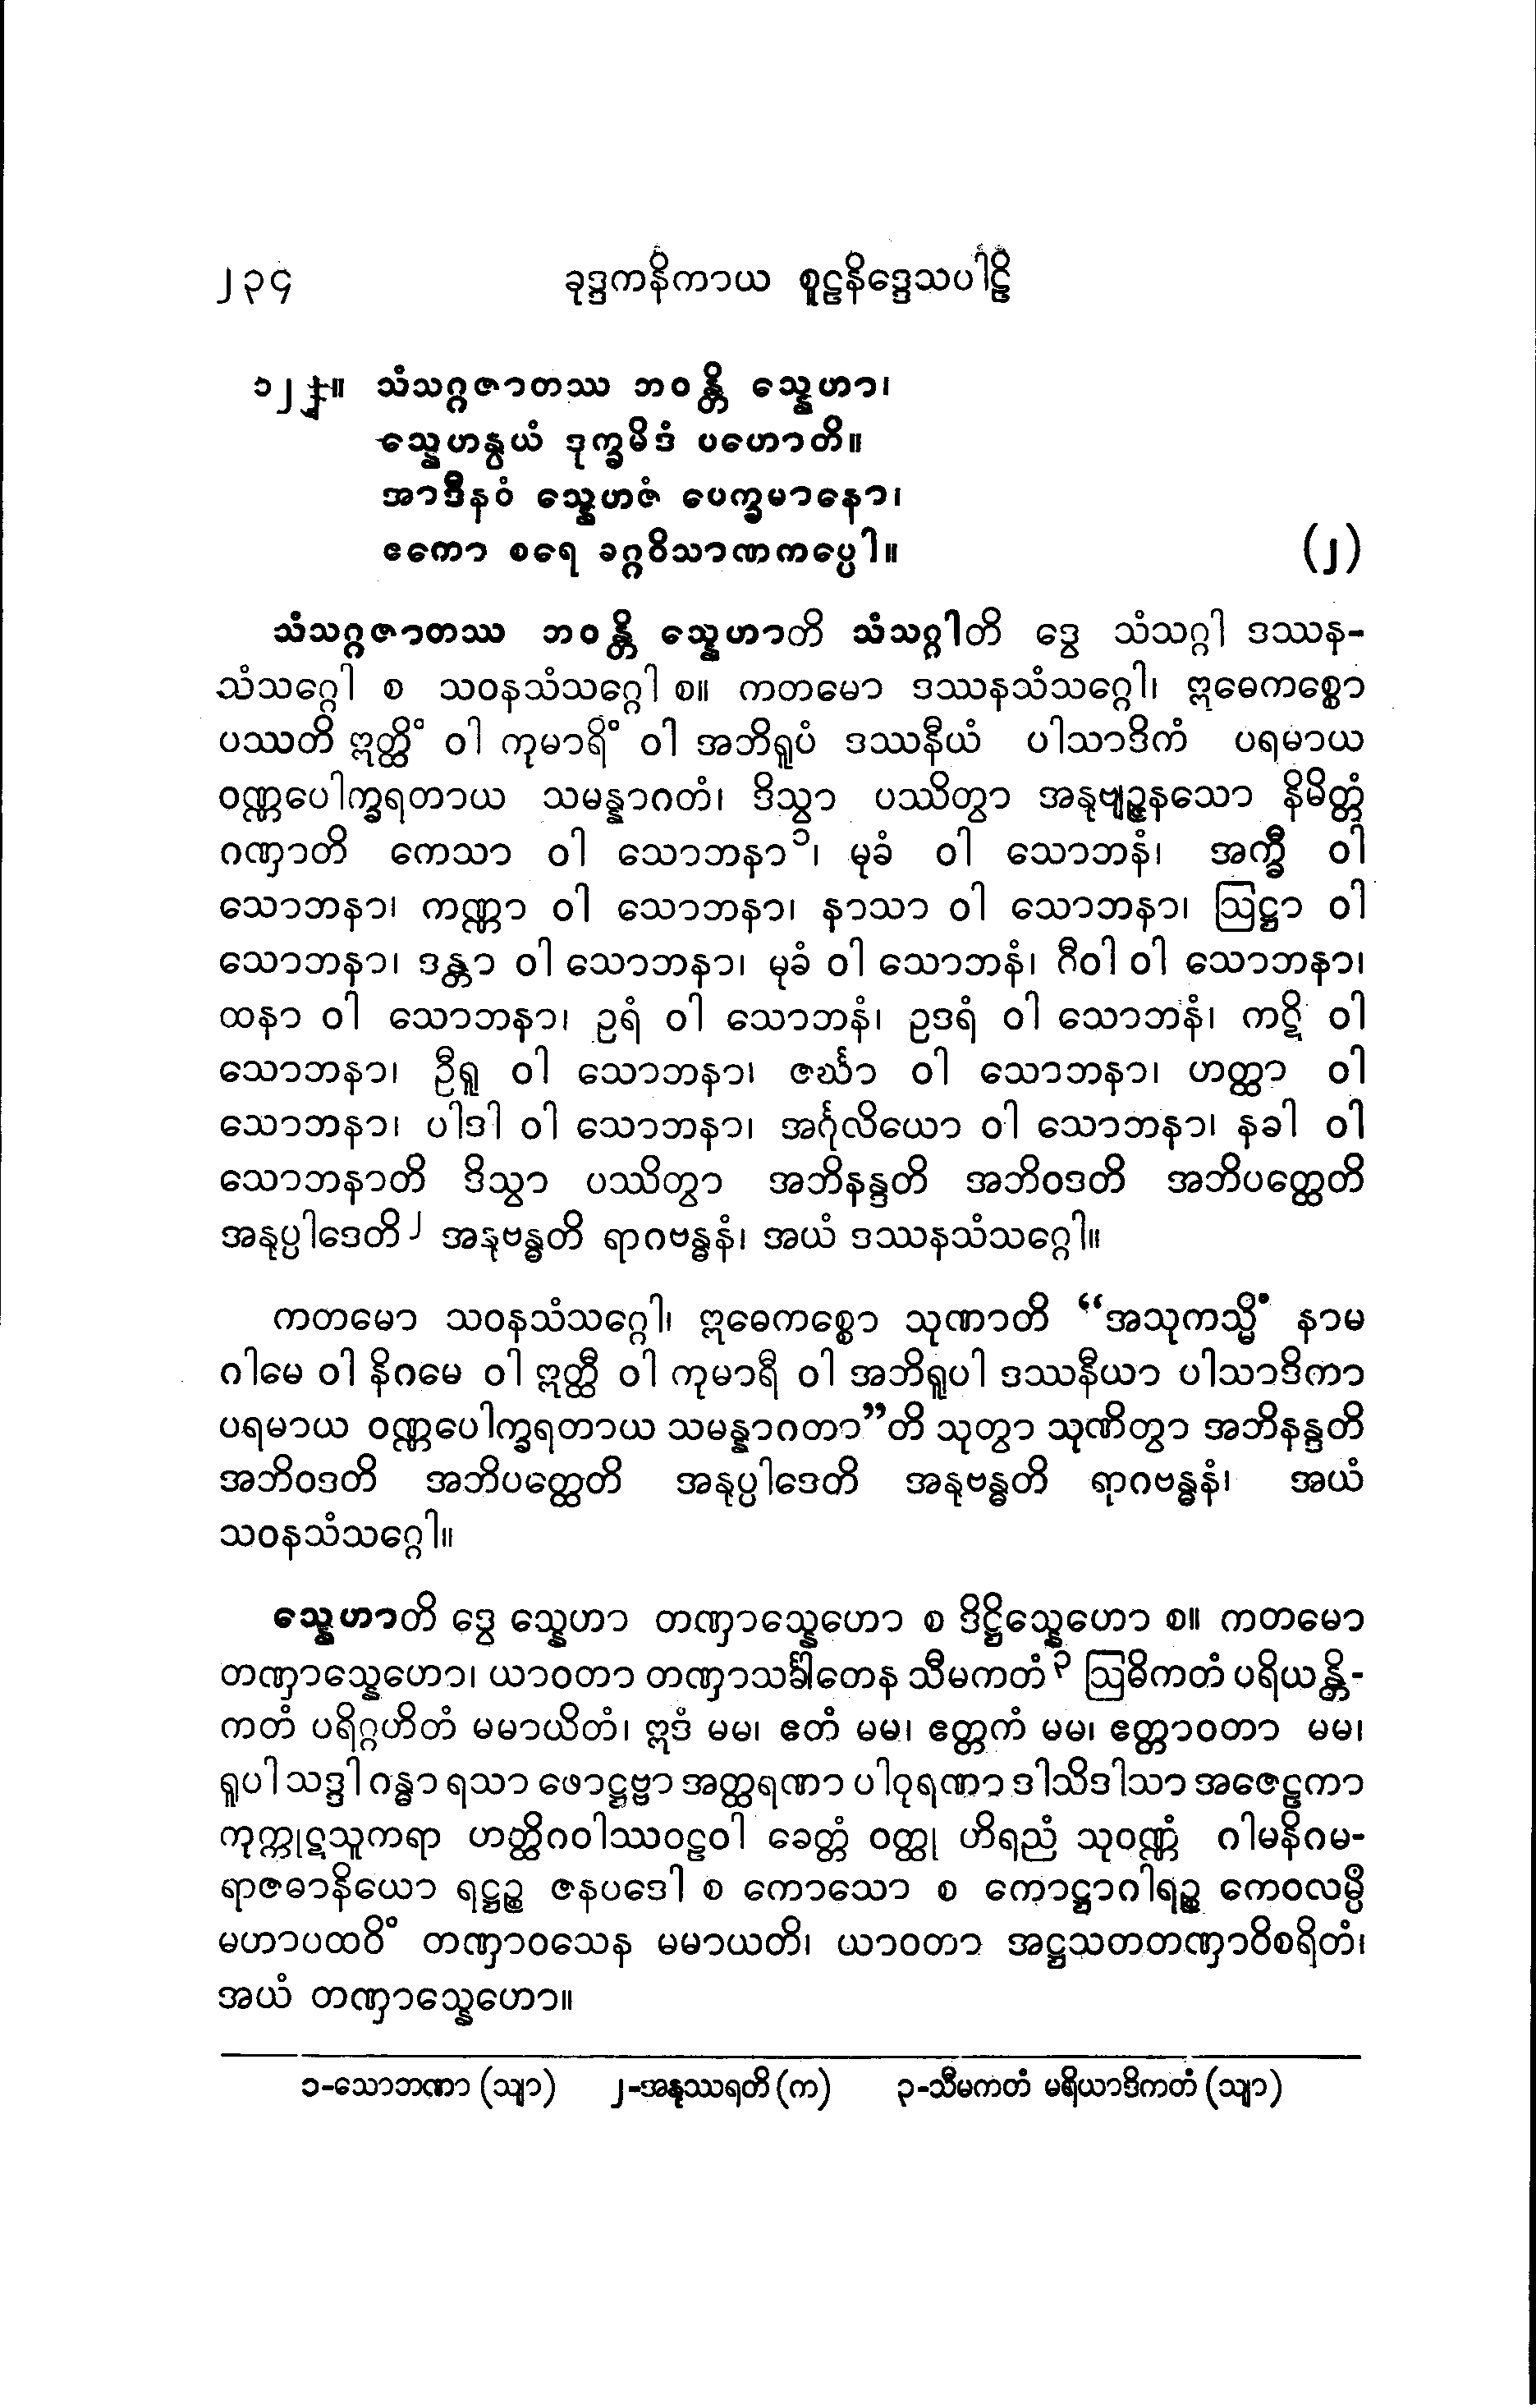 ၂၃၄ ခုဒ္ဒကနိကာယ စူဠနိဒ္ဒေသပါဠိ
သံသဂ္ဂဇာတဿ ဘဝန္တိ သ္နေဟာ၊
သ္နေဟန္வယံ ဒုက္ခမိဒံ ပဟောတိ။
အာဒီနဝံ သ္နေဟဇံ ပေက္ခမာနော၊
ဧကော စရေ ခဂ္ဂဝိသာဏကပ္ပေါ။ (၂)
သံသဂ္ဂဇာတဿ ဘဝန္တိ သ္နေဟာတိ သံသဂ္ဂါတိ ဒွေ သံသဂ္ဂါ ဒဿန-
သံသဂ္ဂေါ စ သဝနသံသဂ္ဂေါ စ။ ကတမော ဒဿနသံသဂ္ဂေါ၊ ဣဓေကစ္စော
ပဿတိ ဣတ္ထိံ ဝါ ကုမာရိံ ဝါ အဘိရူပံ ဒဿနီယံ ပါသာဒိကံ ပရမာယ
ဝဏ္ဏပေါက္ခရတာယ သမန္နာဂတံ၊ ဒိသွာ ပဿိတွာ အနုဗျဉ္ဇနသော နိမိတ္တံ
ဂဏှာတိ ကေသာ ဝါ သောဘနာ၁၊ မုခံ ဝါ သောဘနံ၊ အက္ခီ ဝါ
သောဘနာ၊ ကဏ္ဏာ ဝါ သောဘနာ၊ နာသာ ဝါ သောဘနာ၊ ဩဋ္ဌာ ဝါ
သောဘနာ၊ ဒန္တာ ဝါ သောဘနာ၊ မုခံ ဝါ သောဘနံ၊ ဂီဝါ ဝါ သောဘနာ၊
ထနာ ဝါ သောဘနာ၊ ဥရံ ဝါ သောဘနံ၊ ဥဒရံ ဝါ သောဘနံ၊ ကဋိ ဝါ
သောဘနာ၊ ဦရူ ဝါ သောဘနာ၊ ဇင်္ဃာ ဝါ သောဘနာ၊ ဟတ္ထာ ဝါ
သောဘနာ၊ ပါဒါ ဝါ သောဘနာ၊ အင်္ဂုလိယော ဝါ သောဘနာ၊ နခါ ဝါ
သောဘနာတိ ဒိသွာ ပဿိတွာ အဘိနန္ဒတိ အဘိဝဒတိ အဘိပတ္ထေတိ
အနုပ္ပါဒေတိ၂ အနုဗန္ဓတိ ရာဂဗန္ဓနံ၊ အယံ ဒဿနသံသဂ္ဂေါ။
ကတမော သဝနသံသဂ္ဂေါ၊ ဣဓေကစ္စော သုဏာတိ “အသုကသ္မိံ နာမ
ဂါမေ ဝါ နိဂမေ ဝါ ဣတ္ထီ ဝါ ကုမာရီ ဝါ အဘိရူပါ ဒဿနီယာ ပါသာဒိကာ
ပရမာယ ဝဏ္ဏပေါက္ခရတာယ သမန္နာဂတာ”တိ သုတွာ သုဏိတွာ အဘိနန္ဒတိ
အဘိဝဒတိ အဘိပတ္ထေတိ အနုပ္ပါဒေတိ အနုဗန္ဓတိ ရာဂဗန္ဓနံ၊ အယံ
သဝနသံသဂ္ဂေါ။
သ္နေဟာတိ ဒွေ သ္နေဟာ တဏှာသ္နေဟော စ ဒိဋ္ဌိသ္နေဟော စ။ ကတမော
တဏှာသ္နေဟော၊ ယာဝတာ တဏှာသင်္ခါတေန သီမကတံ၃ ဩဓိကတံ ပရိယန္တိ-
ကတံ ပရိဂ္ဂဟိတံ မမာယိတံ၊ ဣဒံ မမ၊ ဧတံ မမ၊ ဧတ္တကံ မမ၊ ဧတ္တာဝတာ မမ၊
ရူပါ သဒ္ဒါ ဂန္ဓာ ရသာ ဖောဋ္ဌဗ္ဗာ အတ္ထရဏာ ပါဝုရဏာ ဒါသိဒါသာ အဇေဠကာ
ကုက္ကုဋသူကရာ ဟတ္ထိဂဝါဿဝဠဝါ ခေတ္တံ ဝတ္ထု ဟိရညံ သုဝဏ္ဏံ ဂါမနိဂမ-
ရာဇဓာနိယော ရဋ္ဌဉ္စ ဇနပဒေါ စ ကောသော စ ကောဋ္ဌာဂါရဉ္စ ကေဝလမ္ပိ
မဟာပထဝိံ တဏှာဝသေန မမာယတိ၊ ယာဝတာ အဋ္ဌသတတဏှာဝိစရိတံ၊
အယံ တဏှာသ္နေဟော။
၁-သောဘဏာ (သျာ) ၂-အနုဿရတိ (က) ၃-သီမကတံ မရိယာဒိကတံ (သျာ)